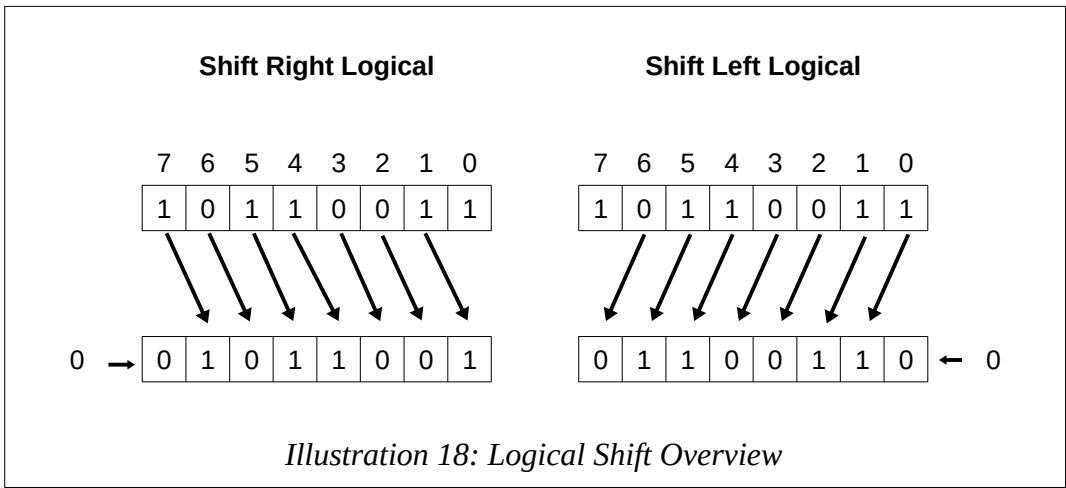 Shift Right Logical Shift Left Logical
7 6 5 4 3 2 1 0 7 6 5 4 3 2 1 0
1 0 1 1 0 0 1 1 1 0 1 1 0 0 1 1
0 0 1 0 1 1 0 0 1 0 1 1 0 0 1 1 0 0
Illustration 18: Logical Shift Overview